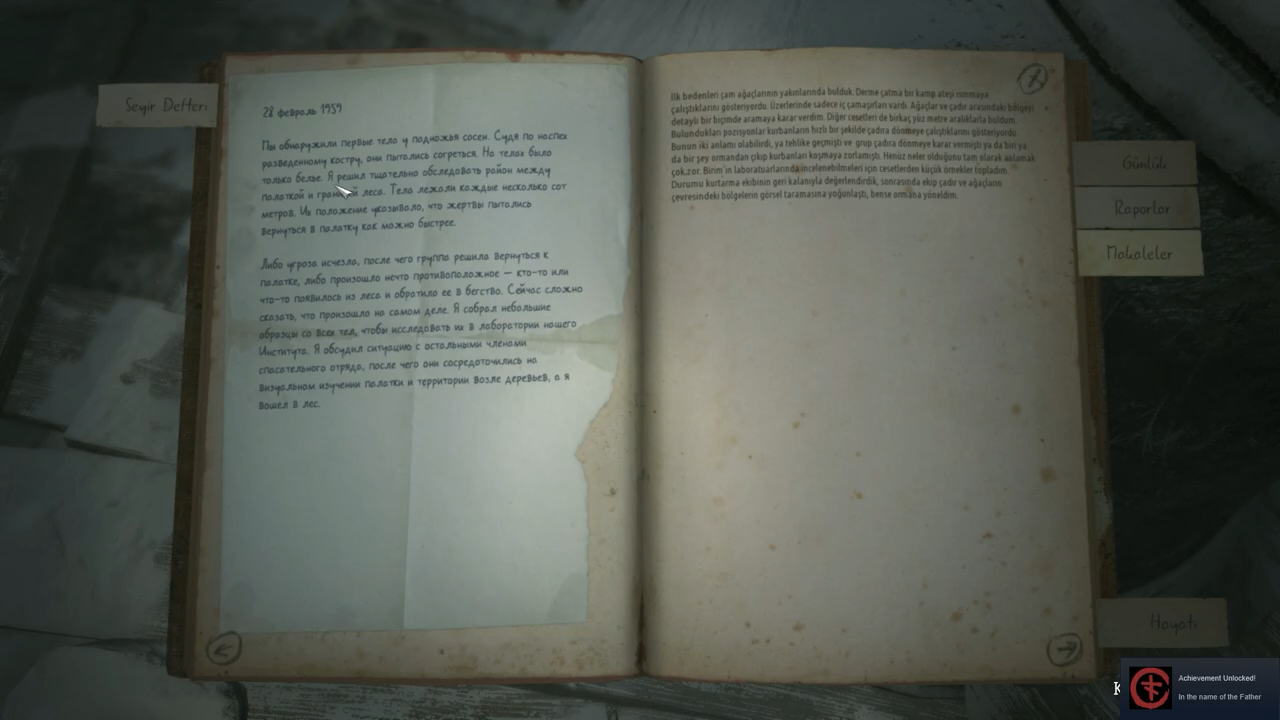 Seyir Defteri
28 февраль 1959
Мы обнаружили первые тела у подножья сосен. Судя по наспех
разведенному костру, они пытались согреться. На телах было
только белье. Я решил тщательно обследовать район между
палаткой и границей леса. Тела лежали каждые несколько сот
метров. Их положение указывало, что жертвы пытались
вернуться в палатку как можно быстрее.
Либо угроза исчезла, после чего группа решила вернуться к
палатке, либо произошло нечто противоположное — кто-то или
что-то появилось из леса и обратило ее в бегство. Сейчас сложно
сказать, что произошло на самом деле. Я собрал небольшие
образцы со всех тел, чтобы исследовать их в лаборатории нашего
Института. Я обсудил ситуацию с остальными членами
спасательного отряда, после чего они сосредоточились на
визуальном изучении палатки и территории возле деревьев, а я
вошел в лес.
İlk bedenleri çam ağaçlarının yakınlarında bulduk. Derme çatma bir kamp ateşi ısınmaya
çalıştıklarını gösteriyordu. Üzerlerinde sadece iç çamaşırları vardı. Ağaçlar ve çadır arasındaki bölgeyi
detaylı bir biçimde aramaya karar verdim. Diğer cesetleri de birkaç yüz metre aralıklarla buldum.
Bulundukları pozisyonlar kurbanların hızlı bir şekilde çadıra dönmeye çalıştıklarını gösteriyordu.
Bunun iki anlamı olabilirdi, ya tehlike geçmişti ve grup çadıra dönmeye karar vermişti ya da biri ya
da bir şey ormandan çıkıp kurbanları koşmaya zorlamıştı. Henüz neler olduğunu tam olarak anlamak
çok zor. Birim'in laboratuarlarında incelenebilmeleri için cesetlerden küçük örnekler topladım.
Durumu kurtarma ekibinin geri kalanıyla değerlendirdik, sonrasında ekip çadır ve ağaçların
çevresindeki bölgelerin görsel taramasına yoğunlaştı, bense ormana yöneldim.
Günlük
Raporlar
Makaleler
Hayati
K
Achievement Unlocked!
In the name of the Father